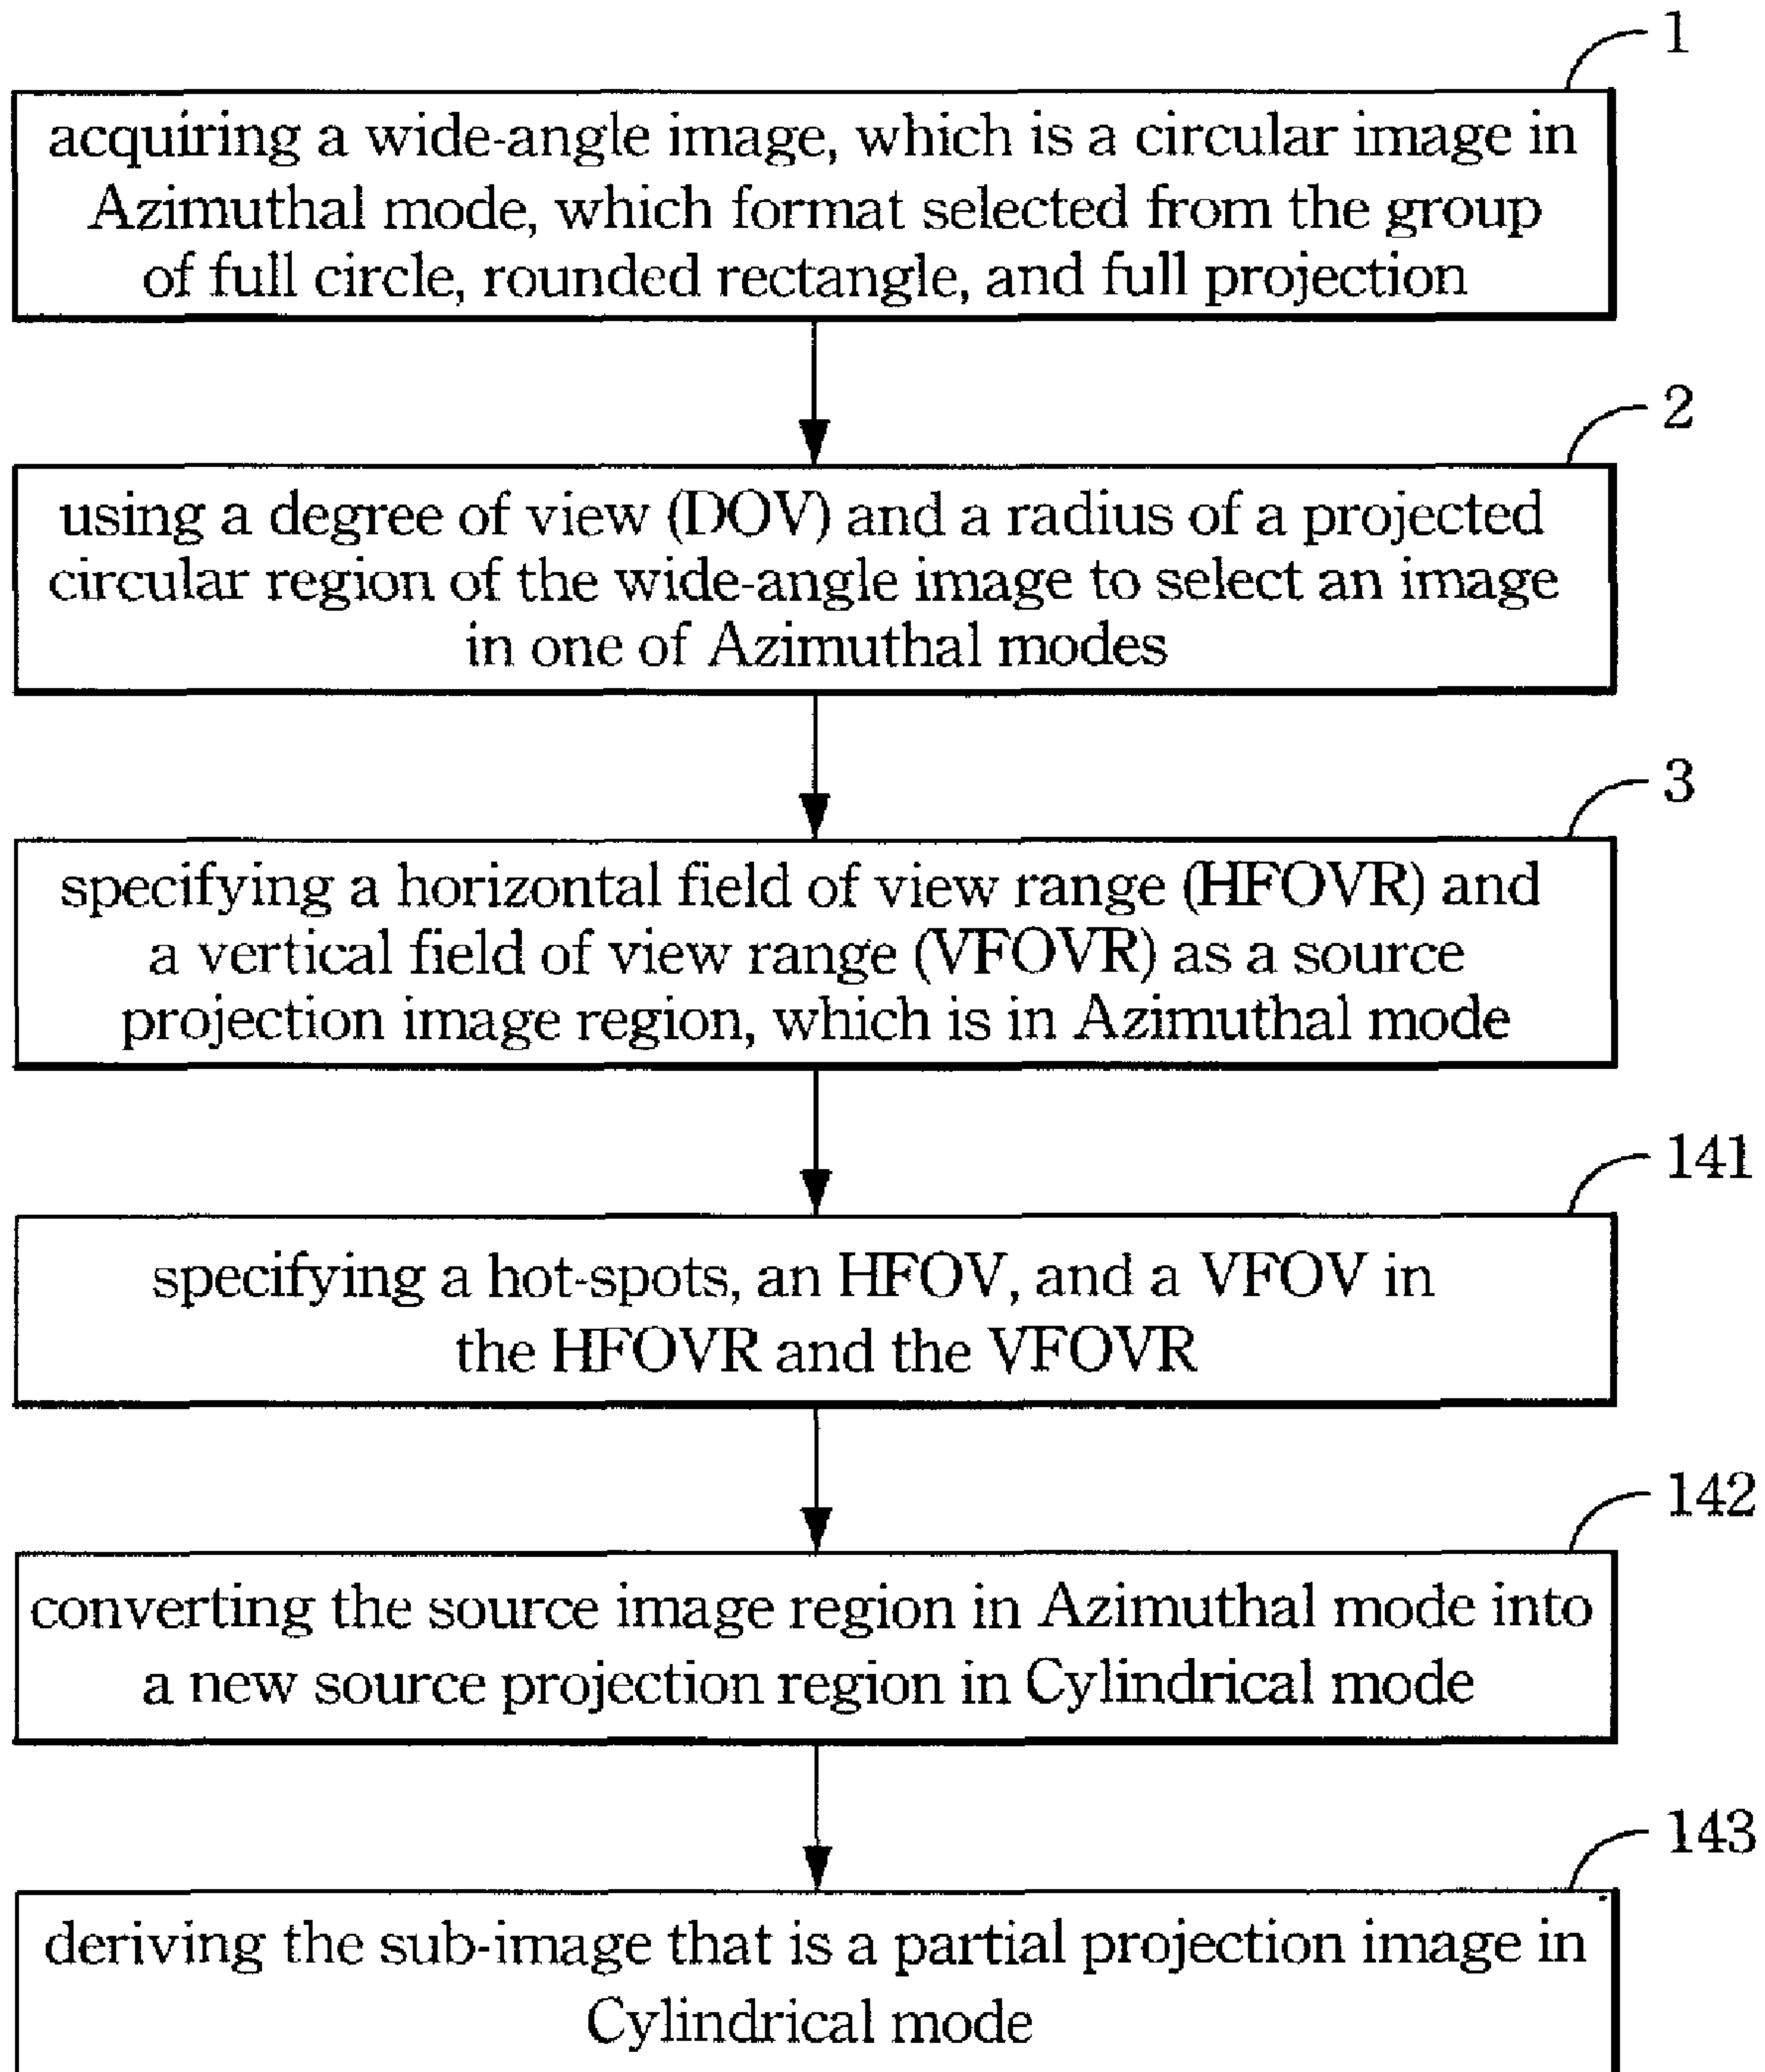 1
acquiring a wide-angle image, which is a circular image in
Azimuthal mode, which format selected from the group
of full circle, rounded rectangle, and full projection
2
using a degree of view (DOV) and a radius of a projected
circular region of the wide-angle image to select an image
in one of Azimuthal modes
3
specifying a horizontal field of view range (HFOVR) and
a vertical field of view range (VFOVR) as a source
projection image region, which is in Azimuthal mode
141
specifying a hot-spots, an HFOV, and a VFOV in
the HFOVR and the VFOVR
142
converting the source image region in Azimuthal mode into
a new source projection region in Cylindrical mode
143
deriving the sub-image that is a partial projection image in
Cylindrical mode